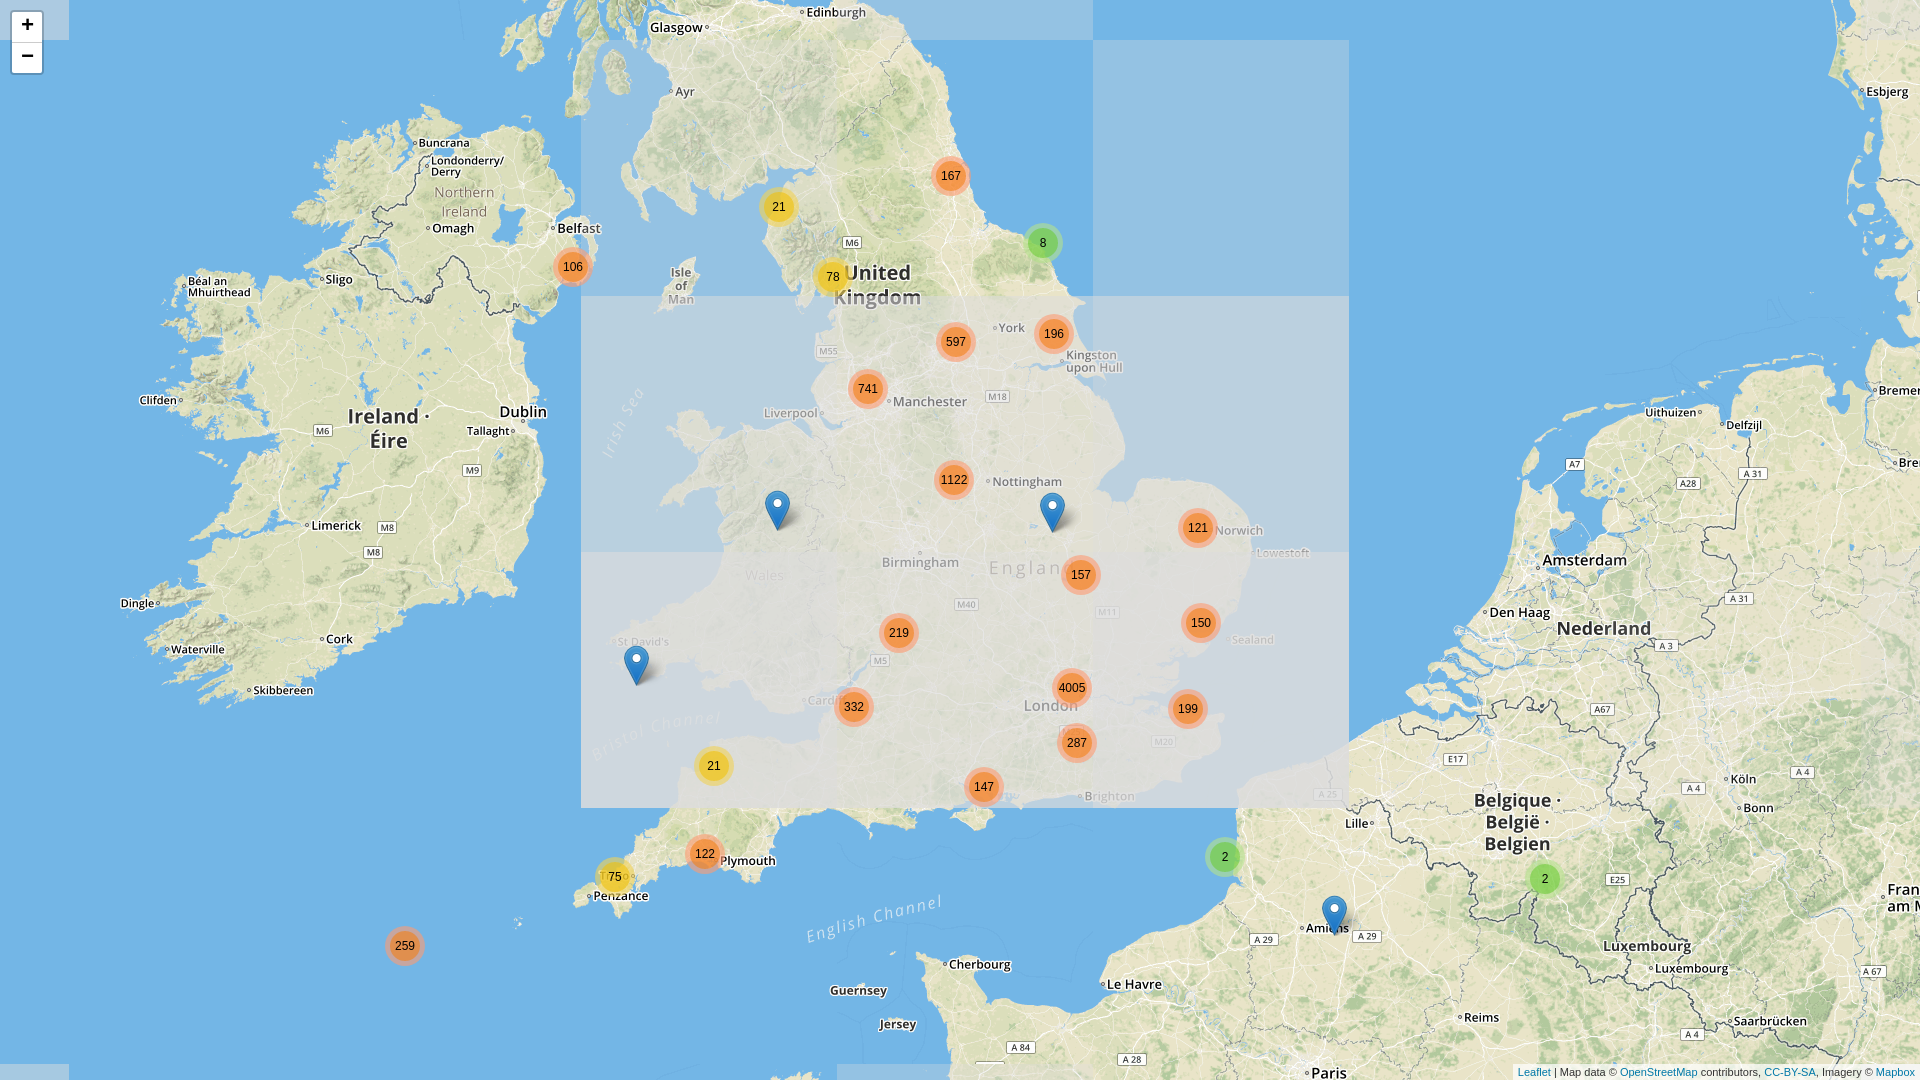 +
−
Edinburgh
Glasgow
Ayr
Esbjerg
Buncrana
Londonderry/
Derry
Northern
Ireland
Omagh
Belfast
167
21
8
M6
106
78
United
Kingdom
Isle
of
Man
Sligo
Béal an
Mhuirthead
York
196
597
Kingston
upon Hull
M55
741
Manchester
M18
Liverpool
Irish Sea
Clifden
Dublin
Tallaght
Ireland ·
Éire
M6
M9
Uithuizen
Delfzijl
A7
A 31
A28
1122
Nottingham
121
Norwich
Lowestoft
Limerick
M8
M8
Birmingham
Wales
157
Amsterdam
Dingle
M40
M11
150
Sealand
Den Haag
Nederland
A 31
A 3
219
Cork
Waterville
St David's
M5
Skibbereen
4005
London
199
332
287
M20
A67
Bristol Channel
E17
21
147
Brighton
A 25
Köln
A 4
A 4
Bonn
Belgique ·
België ·
Belgien
Lille
122
Plymouth
75
Penzance
2
2
E25
English Channel
Amiens
A 29
A 29
259
Luxembourg
Luxembourg
A 67
Cherbourg
Le Havre
Guernsey
Jersey
Reims
Saarbrücken
A 84
A 28
A 4
Paris
Leaflet | Map data © OpenStreetMap contributors, CC-BY-SA, Imagery © Mapbox